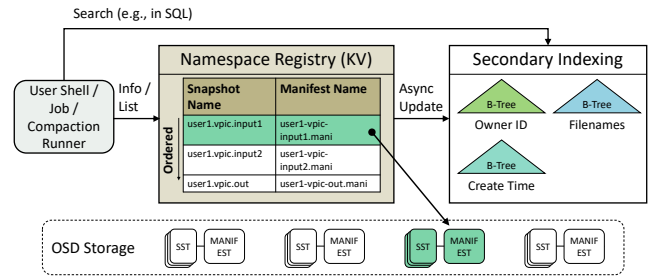 Search (e.g., in SQL)
User Shell /
Job /
Compaction
Runner
Info /
List
Namespace Registry (KV)
Ordered
Snapshot
Name
Manifest Name
user1.vpic.input1
user1-vpic-
input1.mani
user1.vpic.input2
user1-vpic-
input2.mani
user1.vpic.out
user1-vpic-out.mani
Async
Update
Secondary Indexing
B-Tree
Owner ID
B-Tree
Filenames
B-Tree
Create Time
OSD Storage
SST
MANIF
EST
SST
MANIF
EST
SST
MANIF
EST
SST
MANIF
EST